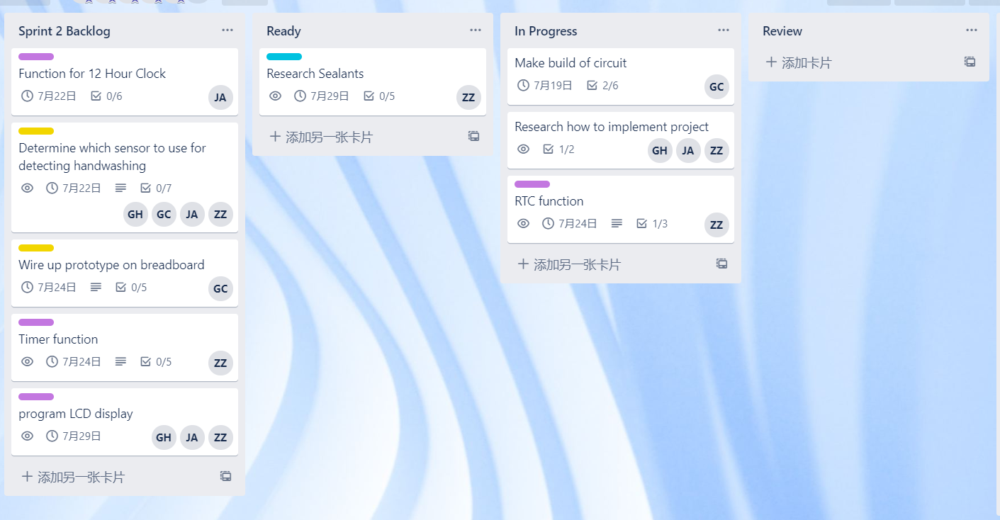 Sprint 2 Backlog
Function for 12 Hour Clock
7月22日 0/6
JA
Determine which sensor to use for
detecting handwashing
7月22日 0/7
GH GC JA ZZ
Wire up prototype on breadboard
7月24日 0/5
GC
Timer function
7月24日 0/5
ZZ
program LCD display
7月29日
GH JA ZZ
添加另一张卡片
Ready
Research Sealants
7月29日 0/5
ZZ
添加另一张卡片
In Progress
Make build of circuit
7月19日 2/6
GC
Research how to implement project
1/2
GH JA ZZ
RTC function
7月24日 1/3
ZZ
添加另一张卡片
Review
添加卡片